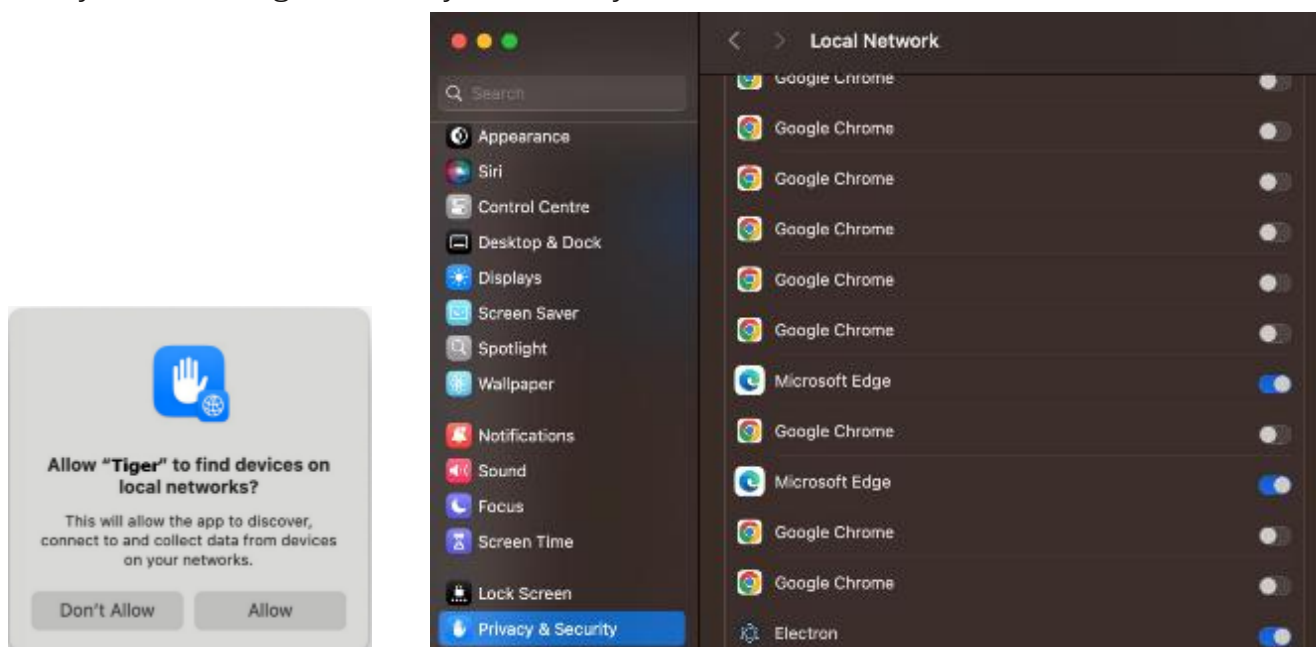 Allow “Tiger” to find devices on
local networks?
This will allow the app to discover,
connect to and collect data from devices
on your networks.
Don't Allow
Allow
Search
Appearance
Siri
Control Centre
Desktop & Dock
Displays
Screen Saver
Spotlight
Wallpaper
Notifications
Sound
Focus
Screen Time
Lock Screen
Privacy & Security
Local Network
Google Chrome
Google Chrome
Google Chrome
Google Chrome
Google Chrome
Google Chrome
Microsoft Edge
Google Chrome
Microsoft Edge
Google Chrome
Google Chrome
Electron